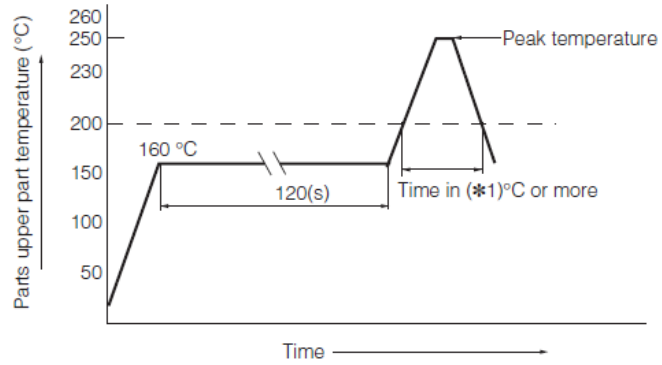 Parts upper part temperature (°C)
260
250
230
200
150
100
50
160 °C
120(s)
Peak temperature
Time in (✱1)°C or more
Time